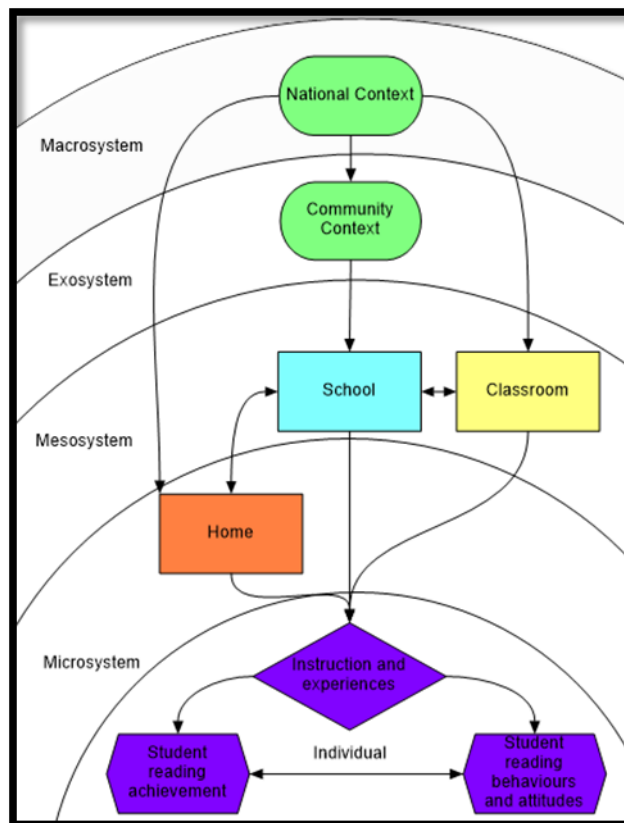 National Context
Macrosystem
Community
Context
Exosystem
School
Classroom
Mesosystem
Home
Microsystem
Instruction and
experiences
Individual
Student
reading
achievement
Student
reading
behaviours
and attitudes